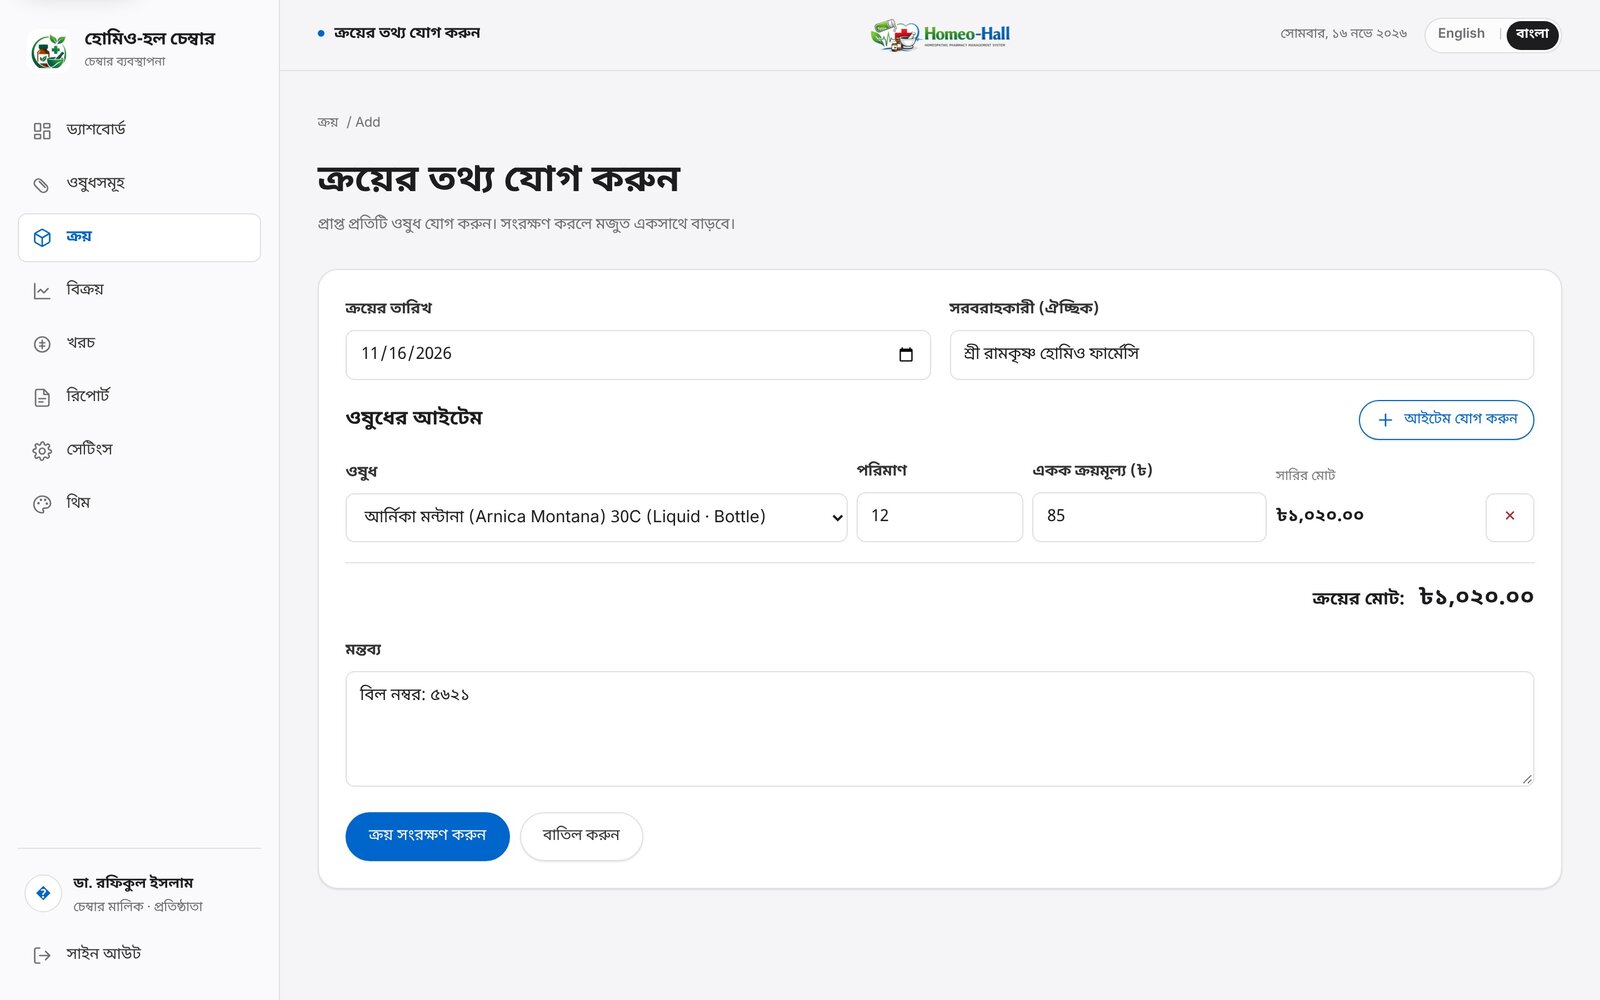 হোমিও-হল চেম্বার
চেম্বার ব্যবস্থাপনা
ড্যাশবোর্ড
ওষুধসমূহ
ক্রয়
বিক্রয়
খরচ
রিপোর্ট
সেটিংস
থিম
ডা. রফিকুল ইসলাম
চেম্বার মালিক · প্রতিষ্ঠাতা
সাইন আউট
ক্রয়ের তথ্য যোগ করুন
Homeo-Hall
HOMEOPATHIC PHARMACY MANAGEMENT SYSTEM
সোমবার, ১৬ নভে ২০২৬
English | বাংলা
ক্রয় / Add
ক্রয়ের তথ্য যোগ করুন
প্রাপ্ত প্রতিটি ওষুধ যোগ করুন। সংরক্ষণ করলে মজুত একসাথে বাড়বে।
ক্রয়ের তারিখ
সরবরাহকারী (ঐচ্ছিক)
11/16/2026
শ্রী রামকৃষ্ণ হোমিও ফার্মেসি
ওষুধের আইটেম
আইটেম যোগ করুন
ওষুধ
পরিমাণ
একক ক্রয়মূল্য (৳)
সারির মোট
আর্নিকা মন্টানা (Arnica Montana) 30C (Liquid · Bottle)
12
85
৳১,০২০.০০
ক্রয়ের মোট: ৳১,০২০.০০
মন্তব্য
বিল নম্বর: ৫৬২১
ক্রয় সংরক্ষণ করুন
বাতিল করুন